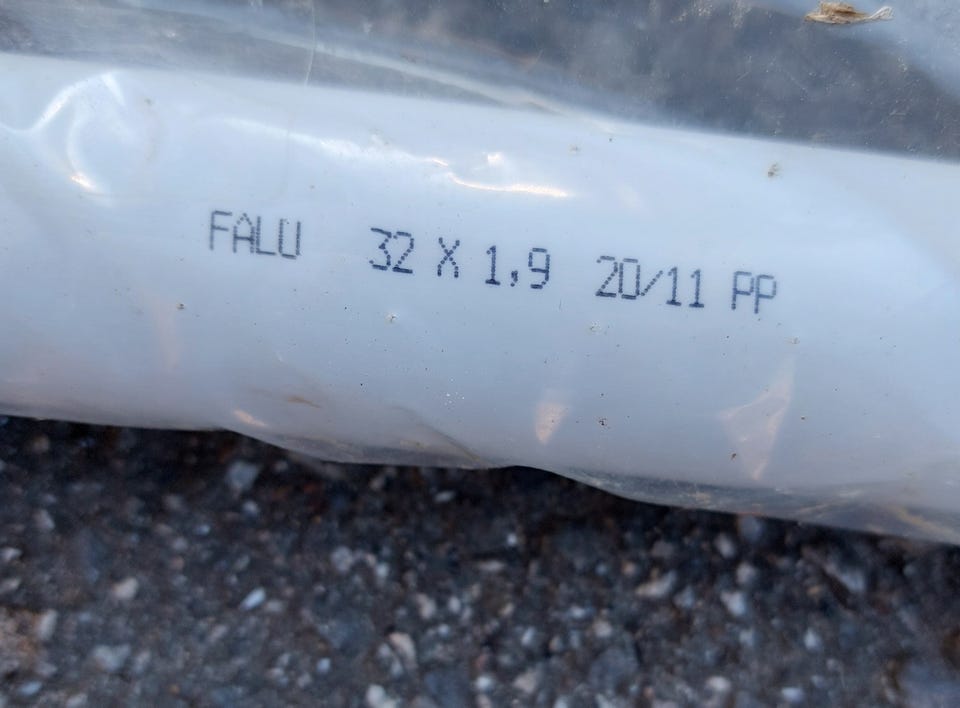 FALU 32 X 1,9 20/11 PP